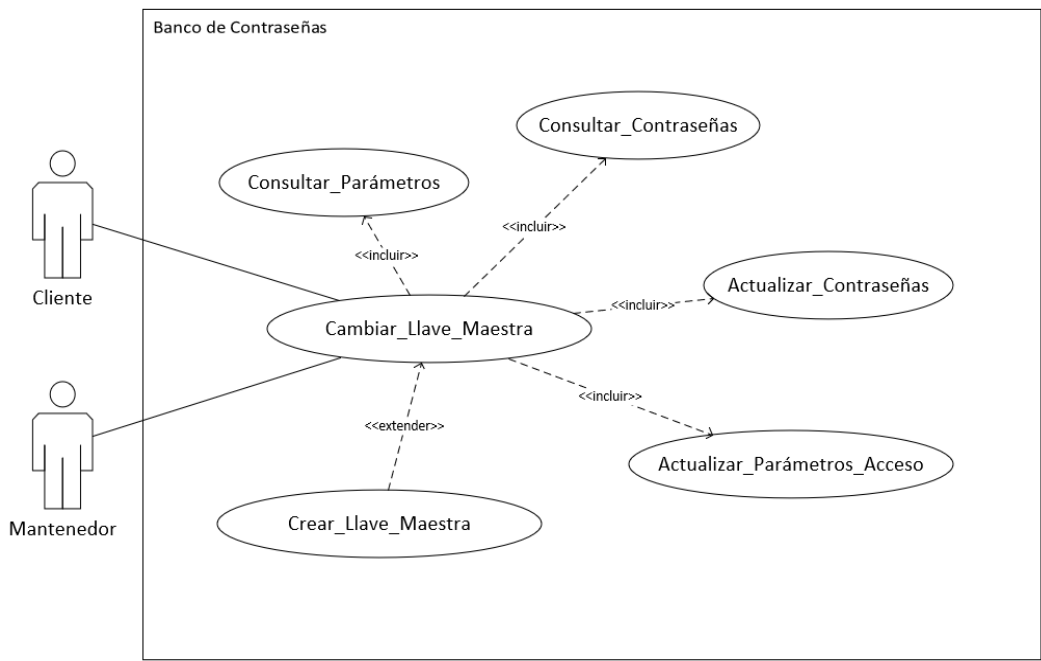 Banco de Contraseñas
Consultar_Contraseñas
Consultar_Parámetros
<<incluir>>
<<incluir>>
Actualizar_Contraseñas
Cliente
<<incluir>>
Cambiar_Llave_Maestra
<<incluir>>
<<extender>>
Actualizar_Parámetros_Acceso
Crear_Llave_Maestra
Mantenedor